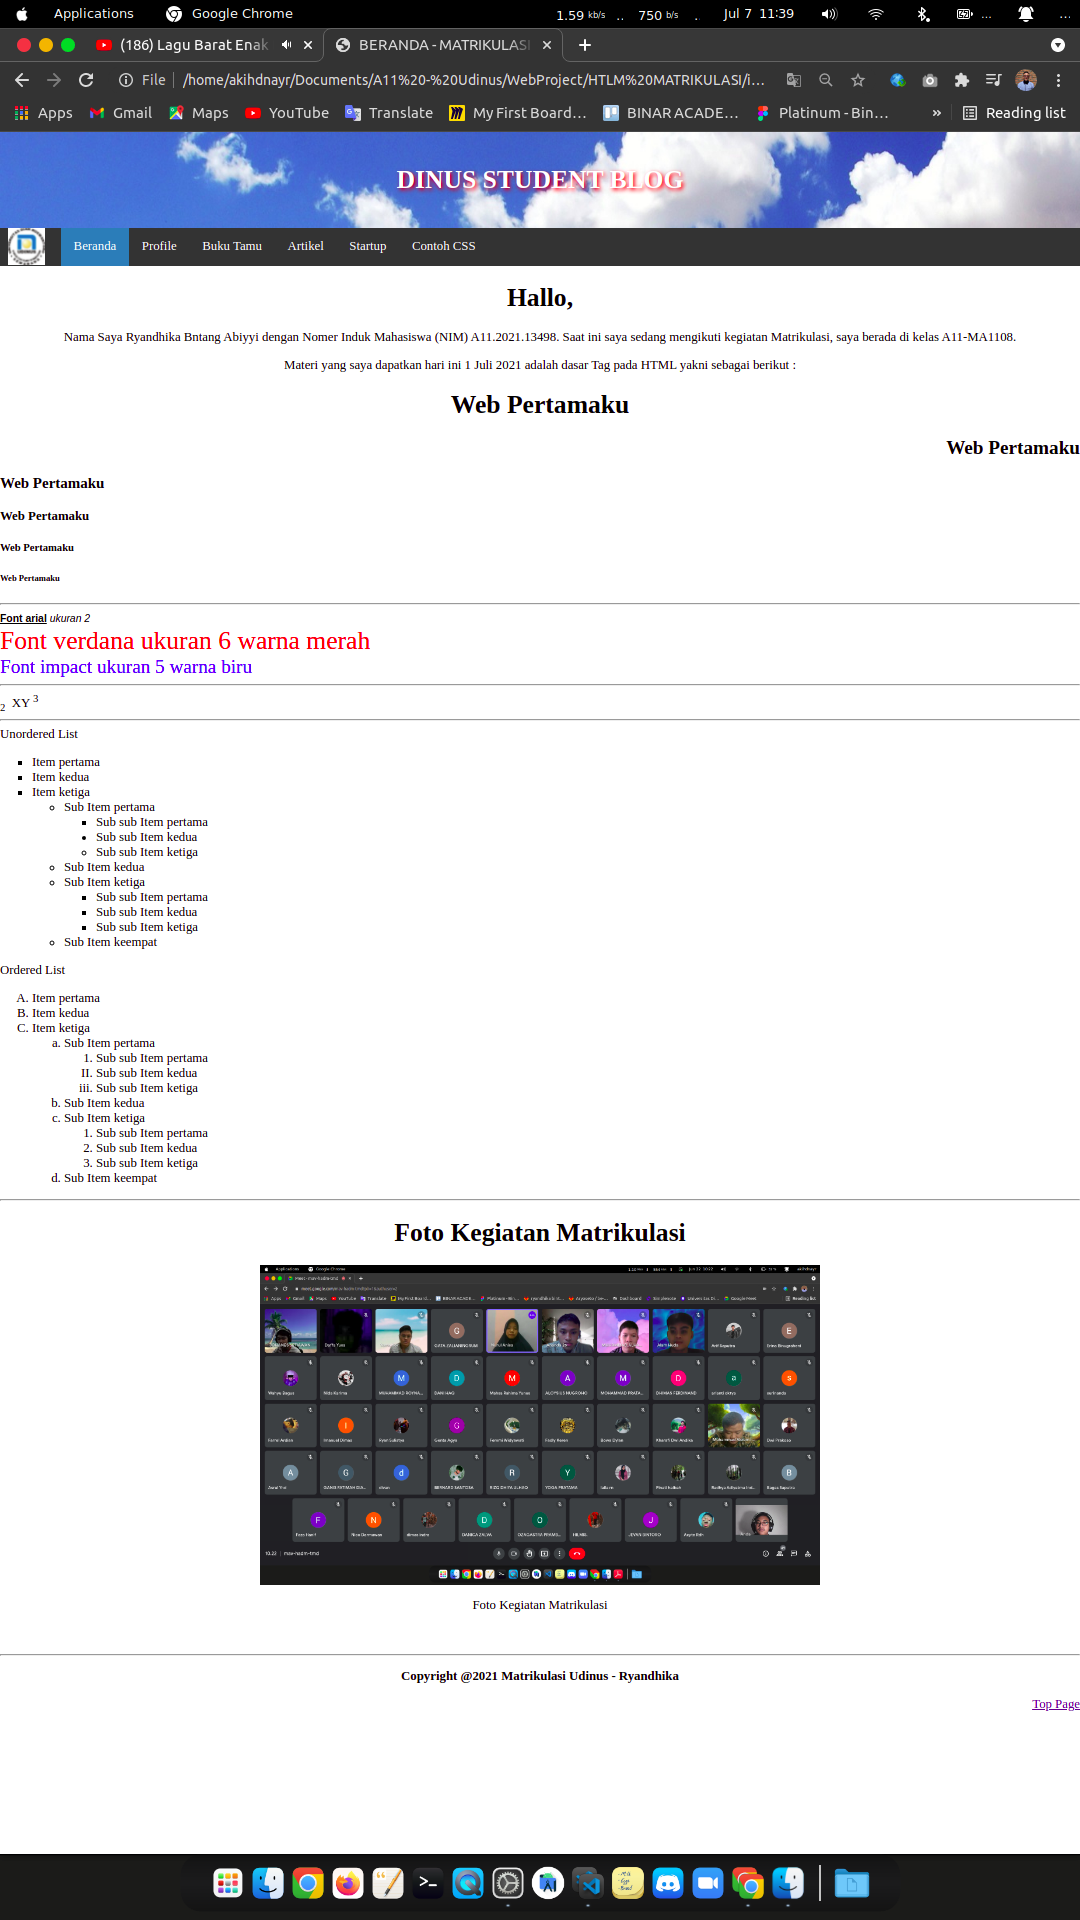 Applications Google Chrome 1.59 kb/s .. 750 b/s . Jul 7 11:39 ... ...
(186) Lagu Barat Enak BERANDA - MATRIKULASI
File /home/akihdnayr/Documents/A11%20-%20Udinus/WebProject/HTLM%20MATRIKULASI/i...
Apps Gmail Maps YouTube Translate My First Board... BINAR ACADE... Platinum - Bin... » Reading list
DINUS STUDENT BLOG
Beranda Profile Buku Tamu Artikel Startup Contoh CSS
Hallo,
Nama Saya Ryandhika Bntang Abiyyi dengan Nomer Induk Mahasiswa (NIM) A11.2021.13498. Saat ini saya sedang mengikuti kegiatan Matrikulasi, saya berada di kelas A11-MA1108.
Materi yang saya dapatkan hari ini 1 Juli 2021 adalah dasar Tag pada HTML yakni sebagai berikut :
Web Pertamaku
Web Pertamaku
Web Pertamaku
Web Pertamaku
Web Pertamaku
Web Pertamaku
Font arial ukuran 2
Font verdana ukuran 6 warna merah
Font impact ukuran 5 warna biru
2 XY 3
Unordered List
Item pertama
Item kedua
Item ketiga
Sub Item pertama
Sub sub Item pertama
Sub sub Item kedua
Sub sub Item ketiga
Sub Item kedua
Sub Item ketiga
Sub sub Item pertama
Sub sub Item kedua
Sub sub Item ketiga
Sub Item keempat
Ordered List
A. Item pertama
B. Item kedua
C. Item ketiga
a. Sub Item pertama
1. Sub sub Item pertama
II. Sub sub Item kedua
iii. Sub sub Item ketiga
b. Sub Item kedua
c. Sub Item ketiga
1. Sub sub Item pertama
2. Sub sub Item kedua
3. Sub sub Item ketiga
d. Sub Item keempat
Foto Kegiatan Matrikulasi
Foto Kegiatan Matrikulasi
Copyright @2021 Matrikulasi Udinus - Ryandhika
Top Page